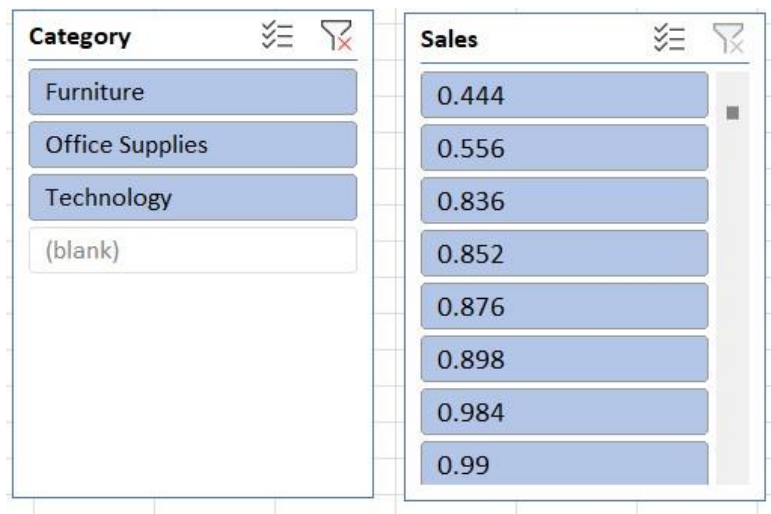 Category
Furniture
Office Supplies
Technology
(blank)
Sales
0.444
0.556
0.836
0.852
0.876
0.898
0.984
0.99